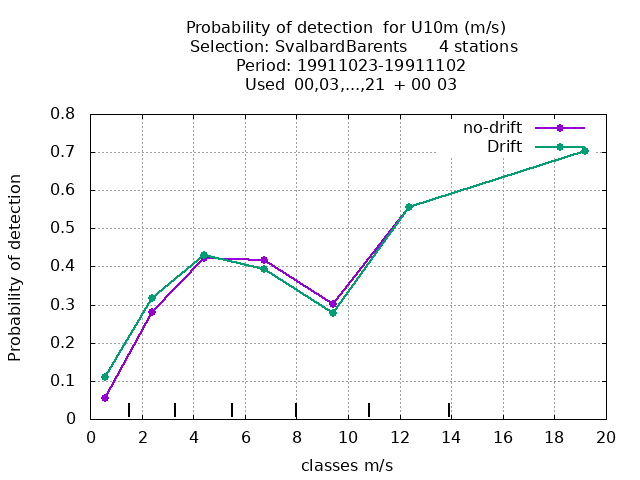 Probability of detection for U10m (m/s)
Selection: SvalbardBarents 4 stations
Period: 19911023-19911102
Used 00,03,...,21 + 00 03
no-drift
Drift
0.8
0.7
0.6
0.5
0.4
0.3
0.2
0.1
0
Probability of detection
0 2 4 6 8 10 12 14 16 18 20
classes m/s